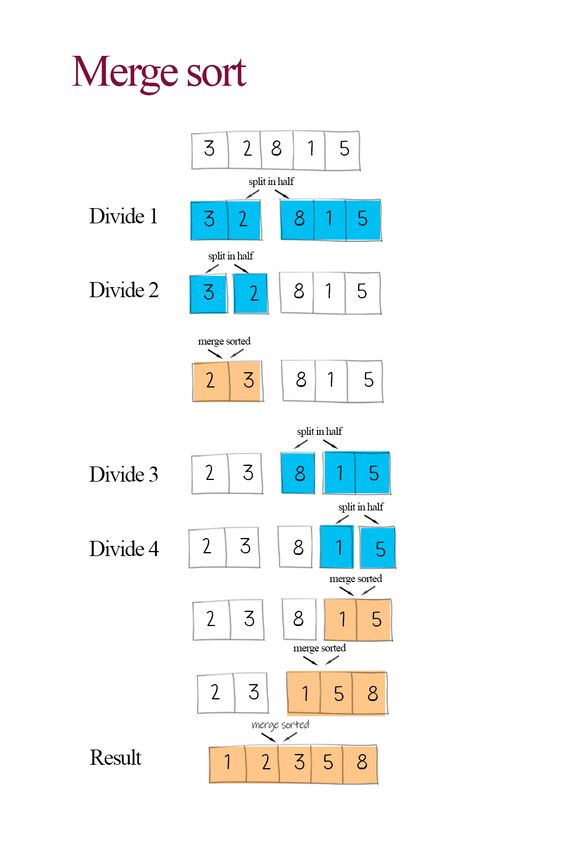 Merge sort
3 2 8 1 5
split in half
Divide 1 3 2 8 1 5
split in half
Divide 2 3 2 8 1 5
merge sorted
2 3 8 1 5
split in half
Divide 3 2 3 8 1 5
split in half
Divide 4 2 3 8 1 5
merge sorted
2 3 8 1 5
merge sorted
2 3 1 5 8
merge sorted
Result 1 2 3 5 8